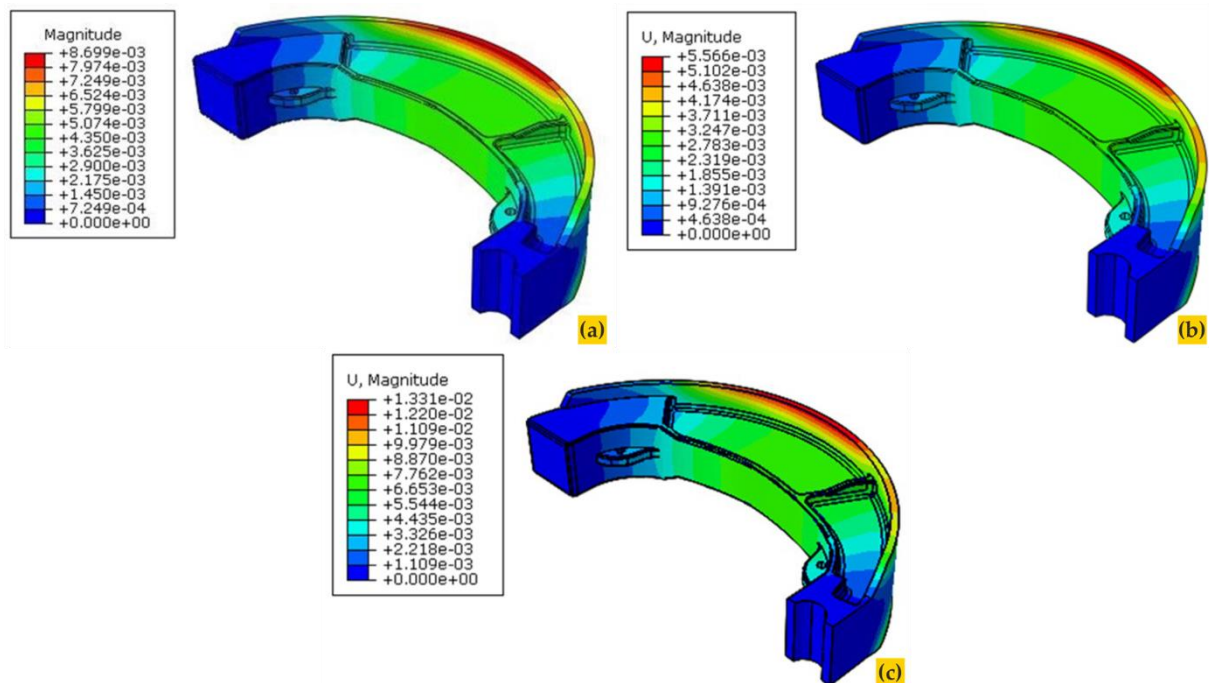 Magnitude
+8.699e-03
+7.974e-03
+7.249e-03
+6.524e-03
+5.799e-03
+5.074e-03
+4.350e-03
+3.625e-03
+2.900e-03
+2.175e-03
+1.450e-03
+7.249e-04
+0.000e+00
(a)
U, Magnitude
+5.566e-03
+5.102e-03
+4.638e-03
+4.174e-03
+3.711e-03
+3.247e-03
+2.783e-03
+2.319e-03
+1.855e-03
+1.391e-03
+9.276e-04
+4.638e-04
+0.000e+00
(b)
U, Magnitude
+1.331e-02
+1.220e-02
+1.109e-02
+9.979e-03
+8.870e-03
+7.762e-03
+6.653e-03
+5.544e-03
+4.435e-03
+3.326e-03
+2.218e-03
+1.109e-03
+0.000e+00
(c)